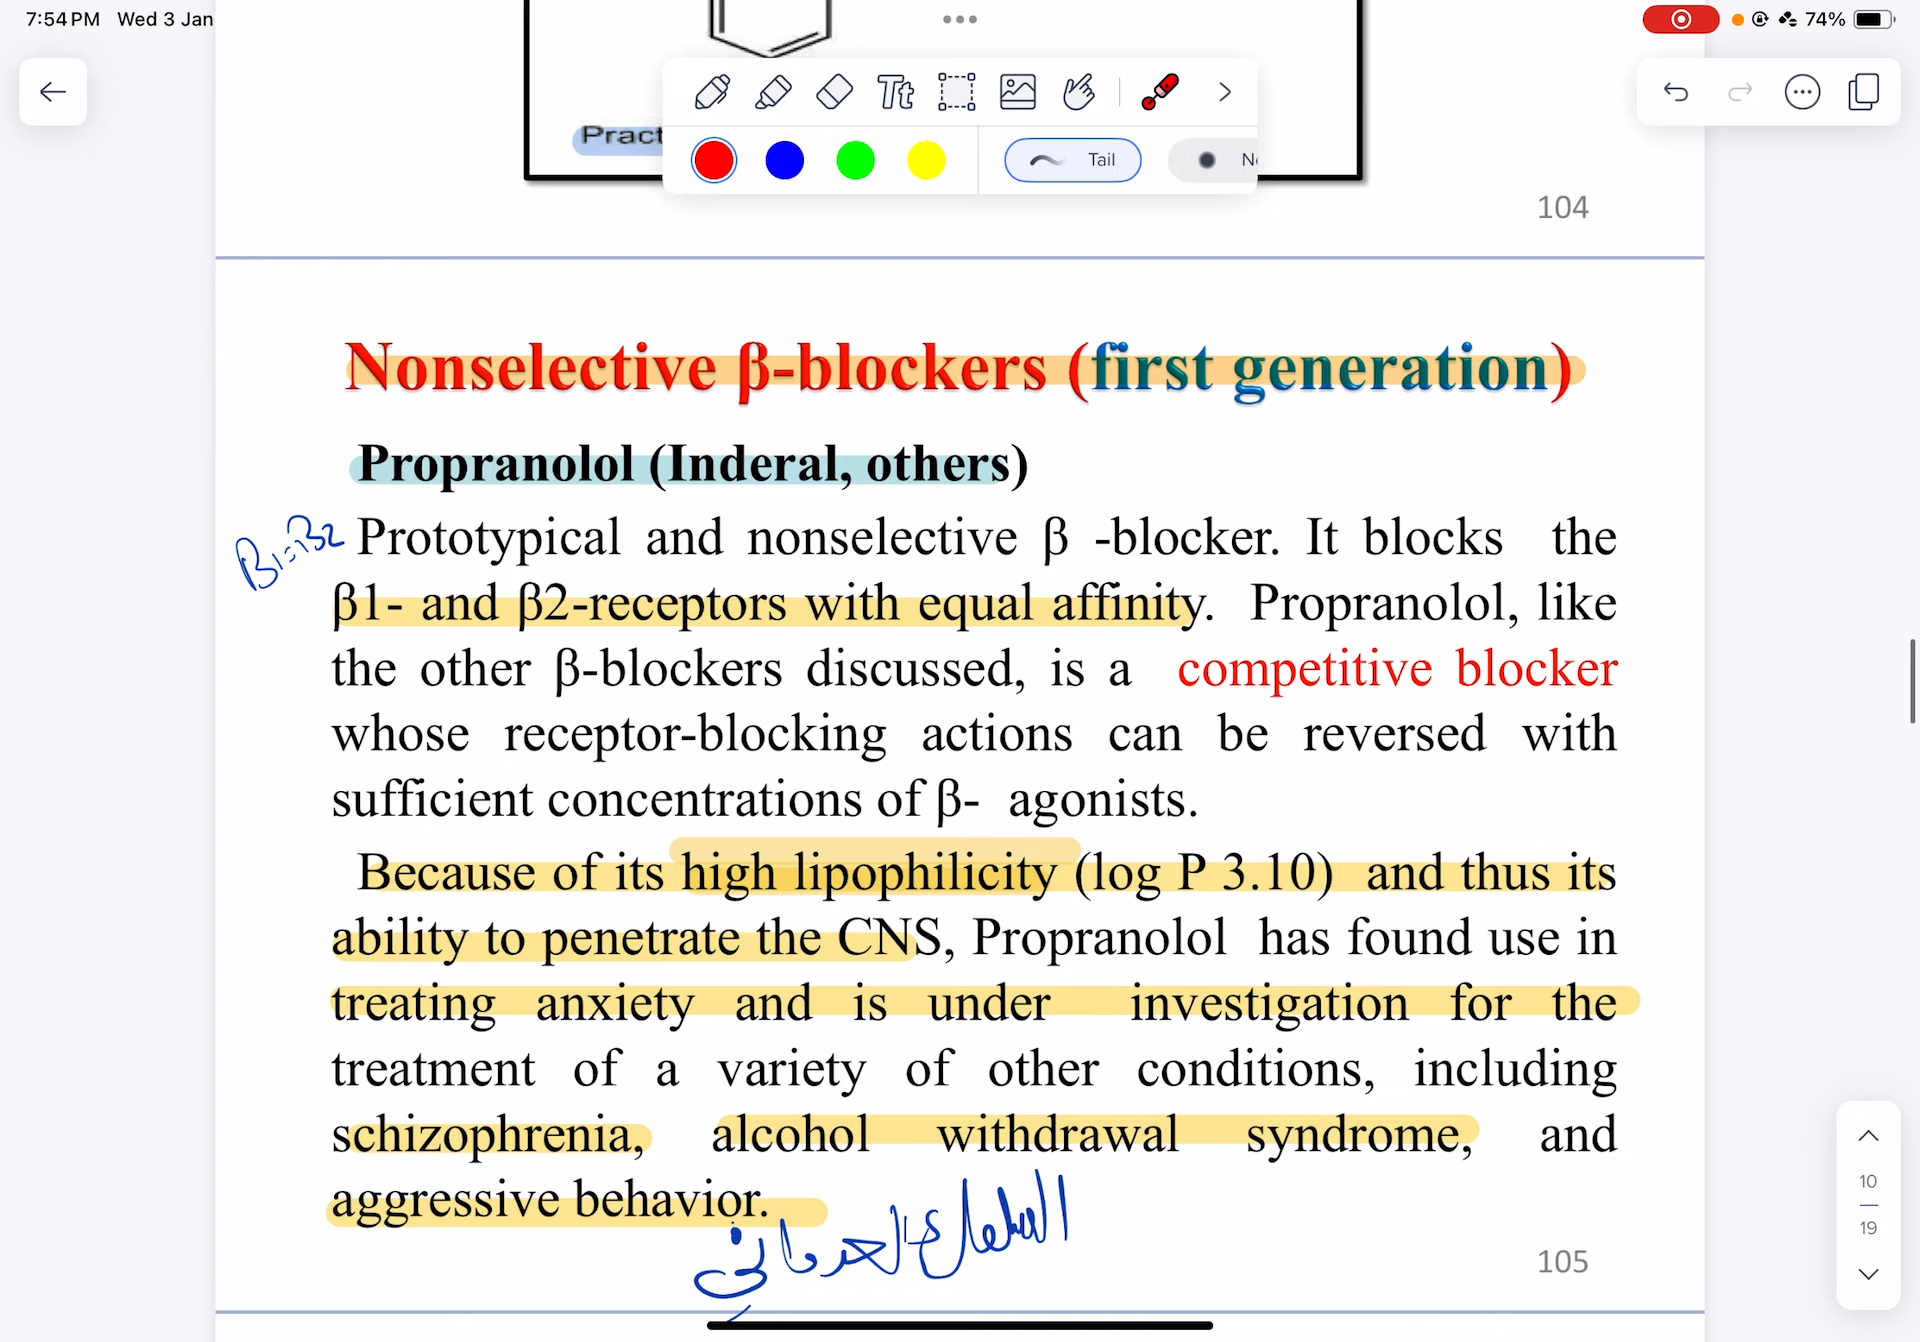 7:54 PM Wed 3 Jan
74%
Pract
Tt
Tail
104
Nonselective β-blockers (first generation)
Propranolol (Inderal, others)
B1=B2
Prototypical and nonselective β -blocker. It blocks the
β1- and β2-receptors with equal affinity. Propranolol, like
the other β-blockers discussed, is a competitive blocker
whose receptor-blocking actions can be reversed with
sufficient concentrations of β- agonists.
Because of its high lipophilicity (log P 3.10) and thus its
ability to penetrate the CNS, Propranolol has found use in
treating anxiety and is under investigation for the
treatment of a variety of other conditions, including
schizophrenia, alcohol withdrawal syndrome, and
aggressive behavior.
السلوك العدواني
105
10
19